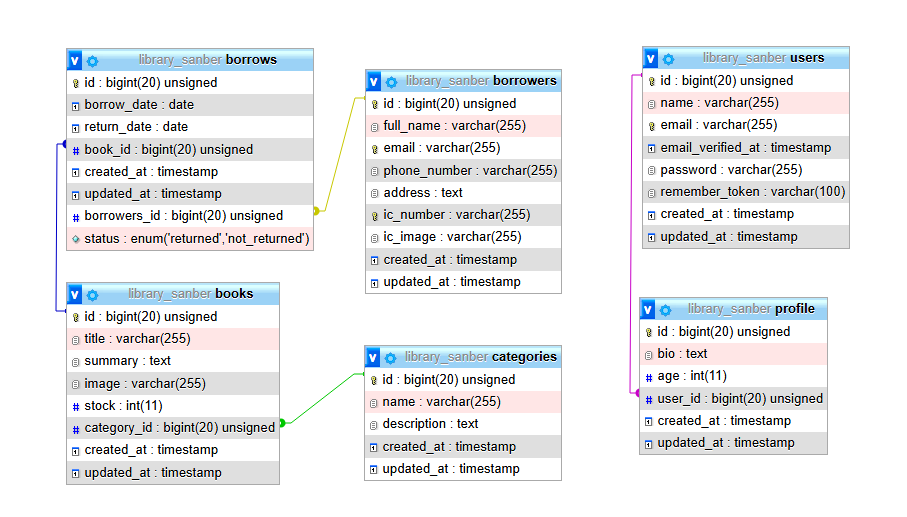 library_sanber borrows
id : bigint(20) unsigned
borrow_date : date
return_date : date
book_id : bigint(20) unsigned
created_at : timestamp
updated_at : timestamp
borrowers_id : bigint(20) unsigned
status : enum('returned','not_returned')
library_sanber borrowers
id : bigint(20) unsigned
full_name : varchar(255)
email : varchar(255)
phone_number : varchar(255)
address : text
ic_number : varchar(255)
ic_image : varchar(255)
created_at : timestamp
updated_at : timestamp
library_sanber users
id : bigint(20) unsigned
name : varchar(255)
email : varchar(255)
email_verified_at : timestamp
password : varchar(255)
remember_token : varchar(100)
created_at : timestamp
updated_at : timestamp
library_sanber books
id : bigint(20) unsigned
title : varchar(255)
summary : text
image : varchar(255)
stock : int(11)
category_id : bigint(20) unsigned
created_at : timestamp
updated_at : timestamp
library_sanber categories
id : bigint(20) unsigned
name : varchar(255)
description : text
created_at : timestamp
updated_at : timestamp
library_sanber profile
id : bigint(20) unsigned
bio : text
age : int(11)
user_id : bigint(20) unsigned
created_at : timestamp
updated_at : timestamp